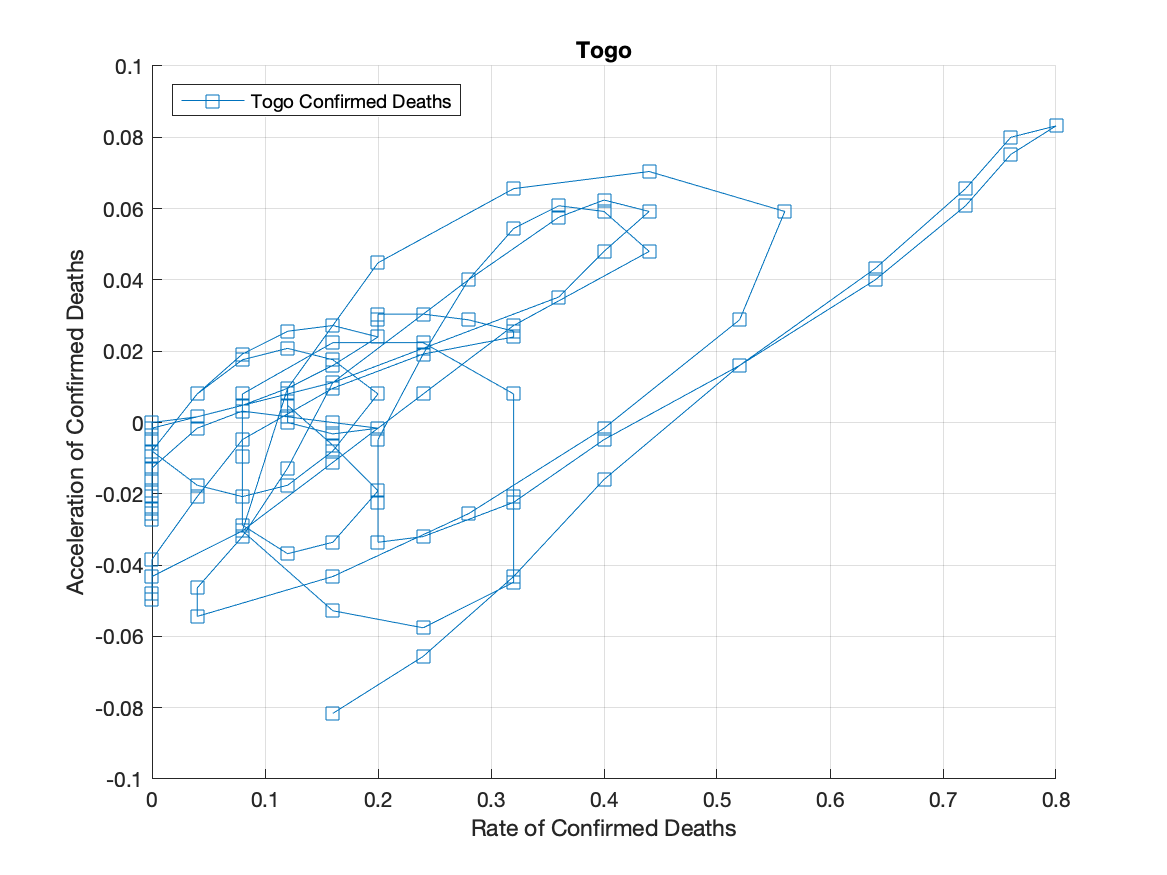 Togo
Togo Confirmed Deaths
Acceleration of Confirmed Deaths
0.1
0.08
0.06
0.04
0.02
0
-0.02
-0.04
-0.06
-0.08
-0.1
0 0.1 0.2 0.3 0.4 0.5 0.6 0.7 0.8
Rate of Confirmed Deaths